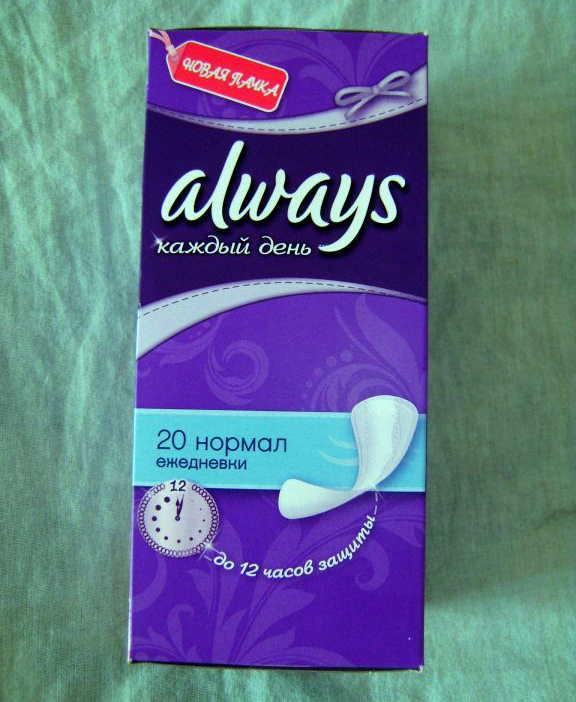 НОВАЯ ПАЧКА
always
каждый день
20 нормал
ежедневки
12
до 12 часов защиты